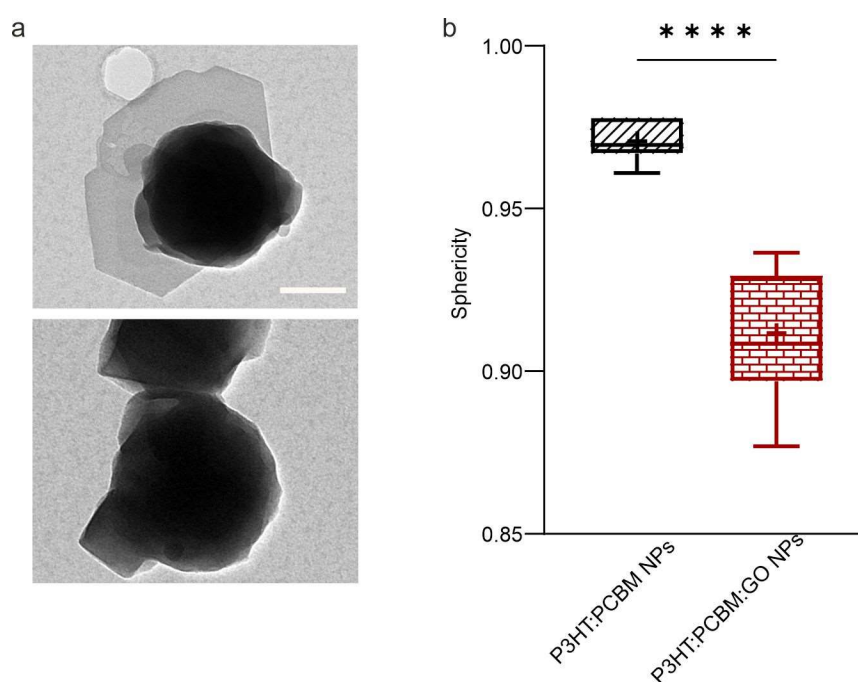 a
b
* * * *
1.00
0.95
0.90
0.85
Sphericity
P3HT:PCBM NPs
P3HT:PCBM:GO NPs